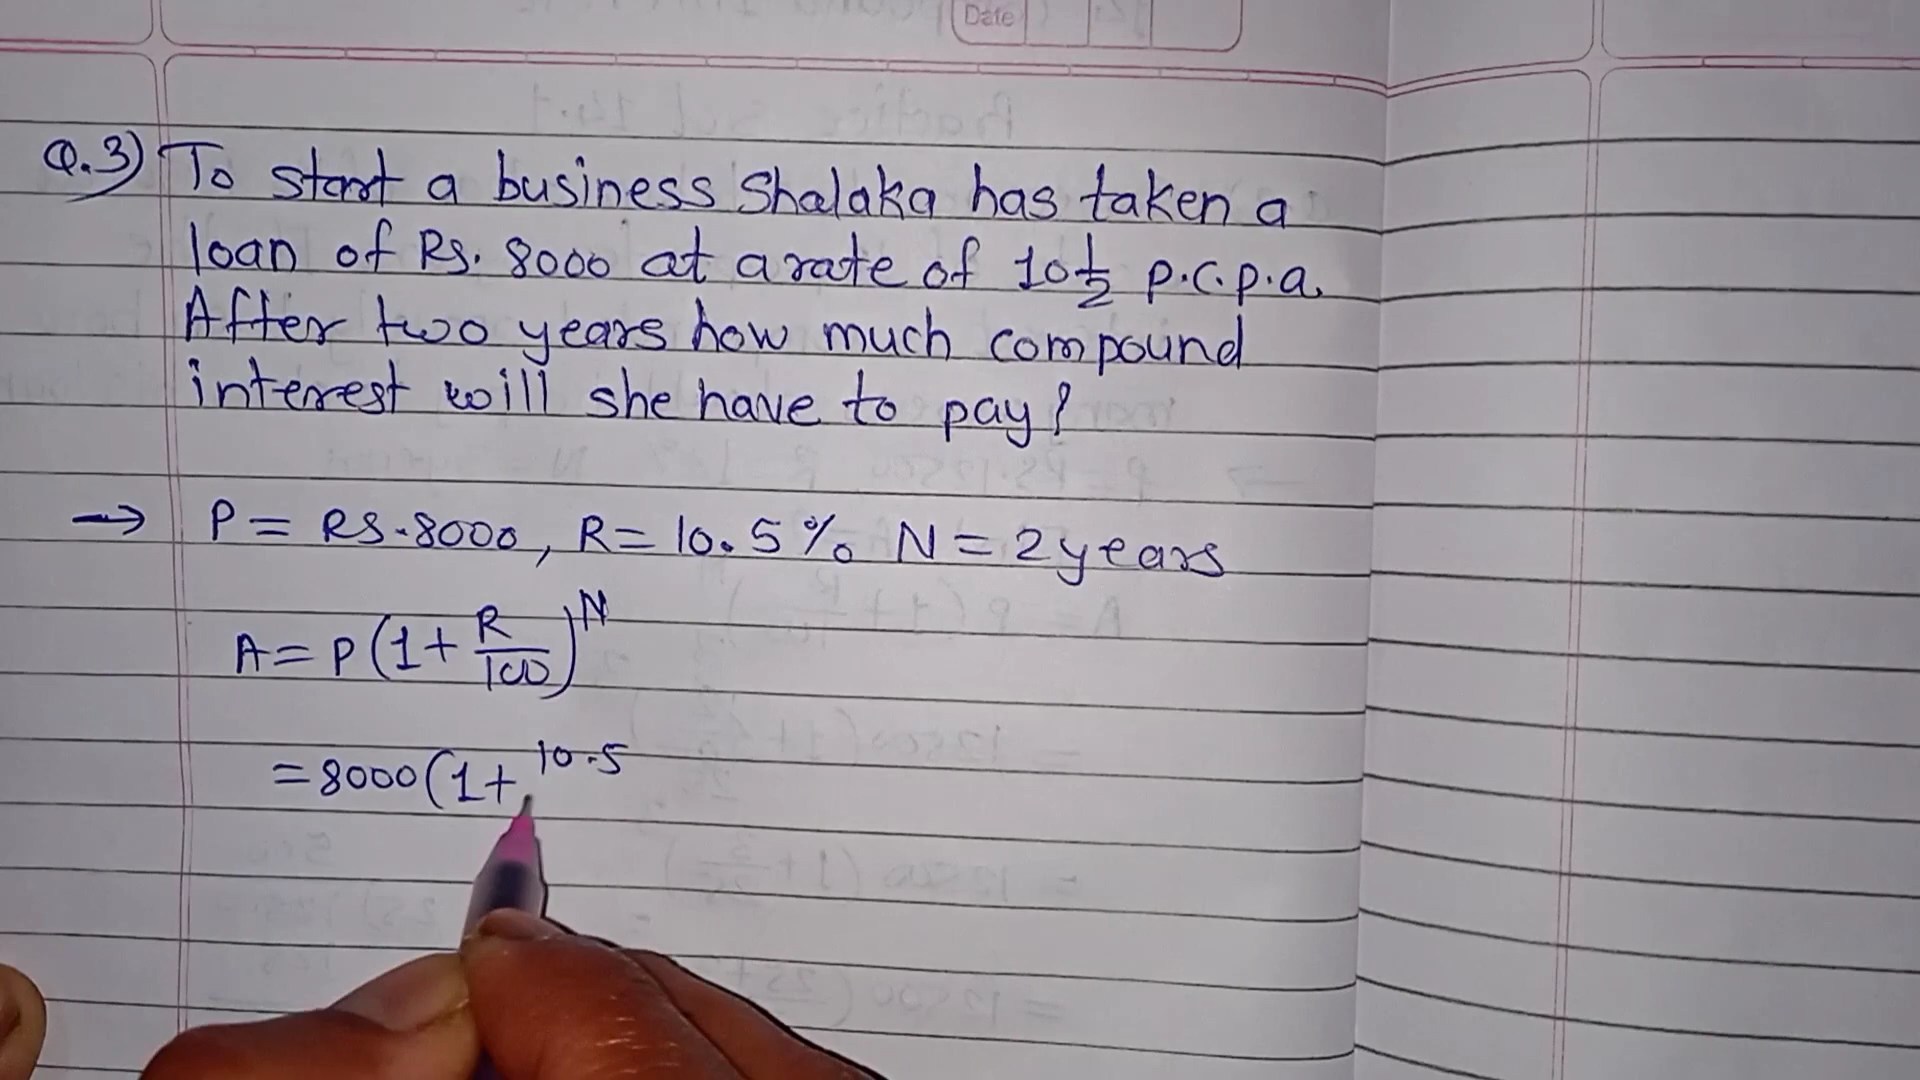 Date
Q.3) To start a business Shalaka has taken a
loan of Rs. 8000 at a rate of 10 1/2 p.c.p.a.
After two years how much compound
interest will she have to pay?
→ P = RS.8000, R = 10.5% N = 2 years
A = P(1 + R/100)^N
= 8000(1 + 10.5